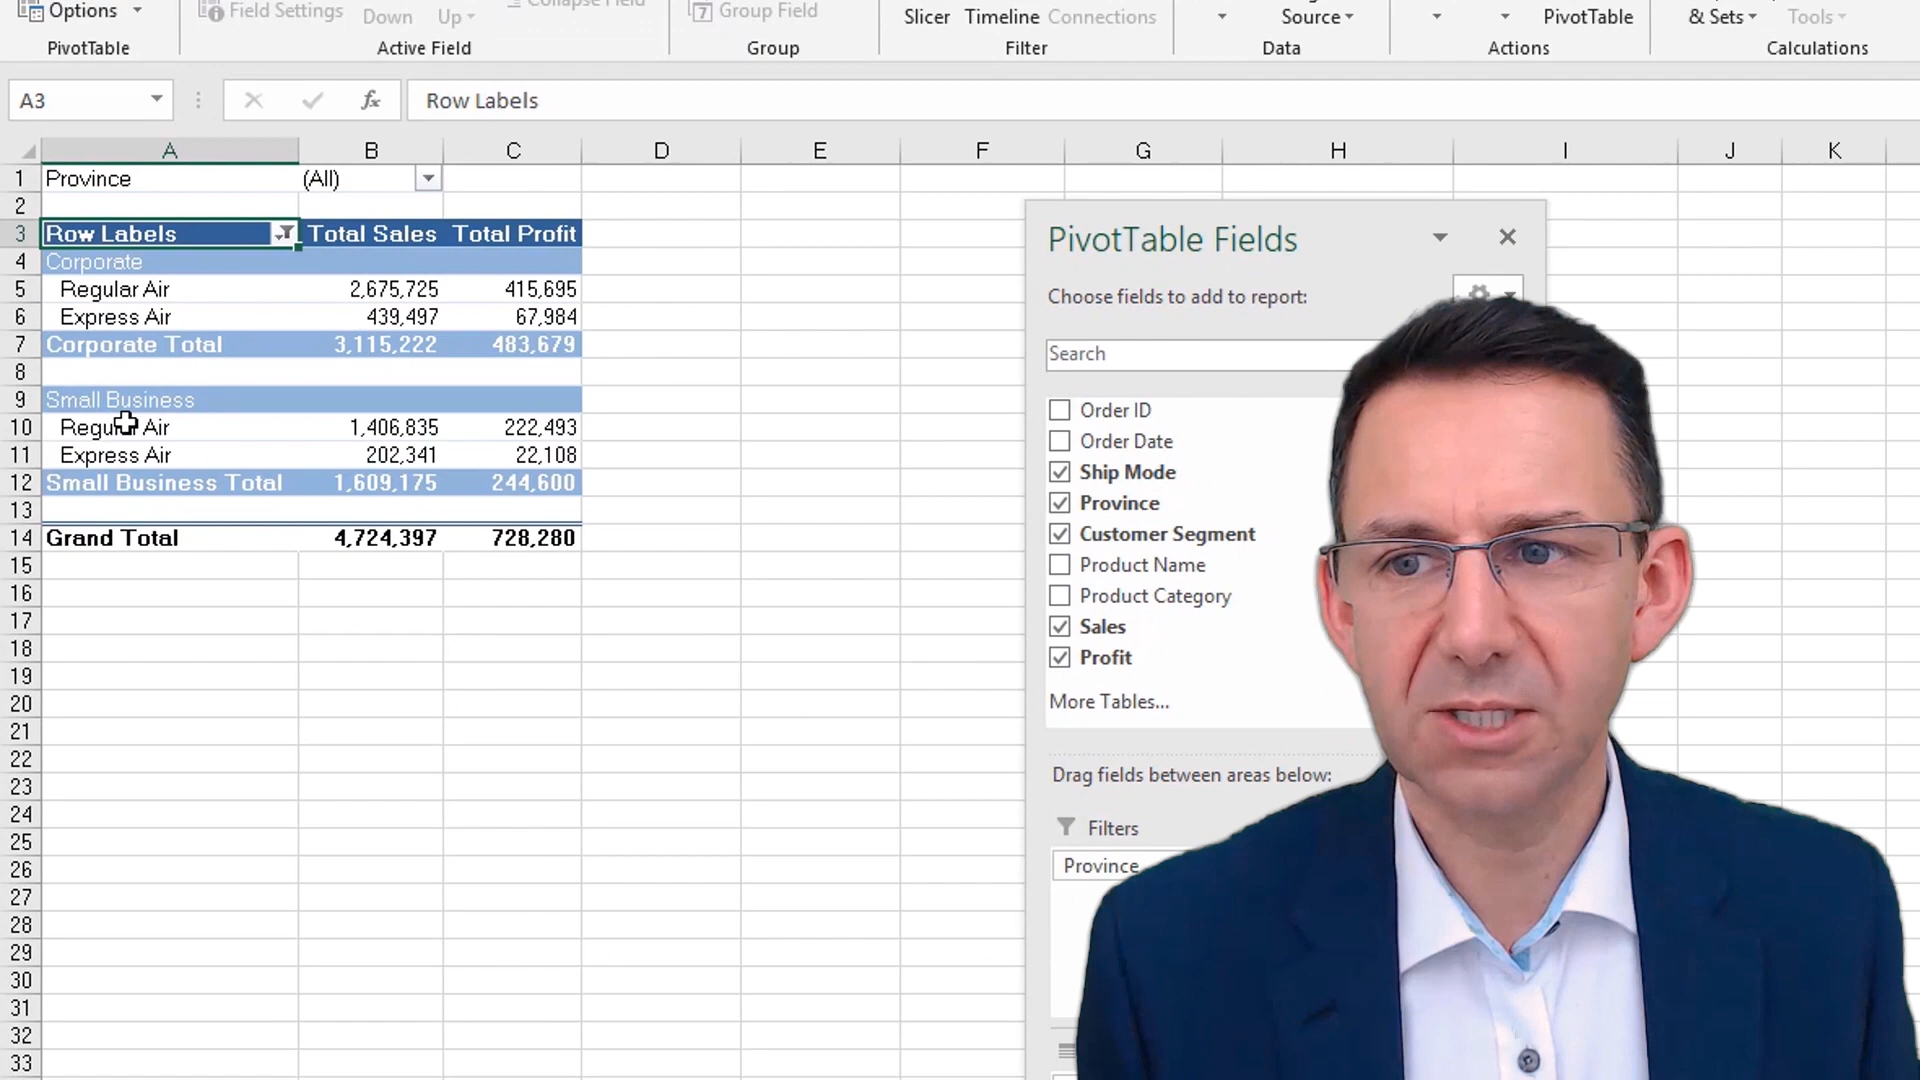 Options
Field Settings
Down
Up
Collapse Field
Group Field
Slicer
Timeline
Connections
Source
PivotTable
& Sets
Tools
PivotTable
Active Field
Group
Filter
Data
Actions
Calculations
A3
fx
Row Labels
A B C D E F G H I J K
1 Province (All)
2
3 Row Labels Total Sales Total Profit
4 Corporate
5 Regular Air 2,675,725 415,695
6 Express Air 439,497 67,984
7 Corporate Total 3,115,222 483,679
8
9 Small Business
10 Regular Air 1,406,835 222,493
11 Express Air 202,341 22,108
12 Small Business Total 1,609,175 244,600
13
14 Grand Total 4,724,397 728,280
15
16
17
18
19
20
21
22
23
24
25
26
27
28
29
30
31
32
33
PivotTable Fields
Choose fields to add to report:
Search
Order ID
Order Date
Ship Mode
Province
Customer Segment
Product Name
Product Category
Sales
Profit
More Tables...
Drag fields between areas below:
Filters
Province